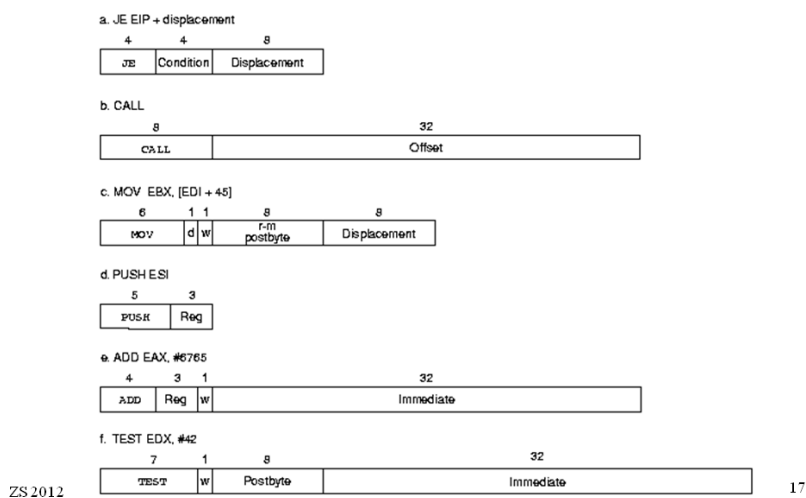 a. JE EIP + displacement
4 4 8
JE Condition Displacement
b. CALL
8 32
CALL Offset
c. MOV EBX, [EDI + 45]
6 1 1 8 8
MOV d w r-m postbyte Displacement
d. PUSH ESI
5 3
PUSH Reg
e. ADD EAX, #6765
4 3 1 32
ADD Reg w Immediate
f. TEST EDX, #42
7 1 8 32
TEST w Postbyte Immediate
ZS 2012 17